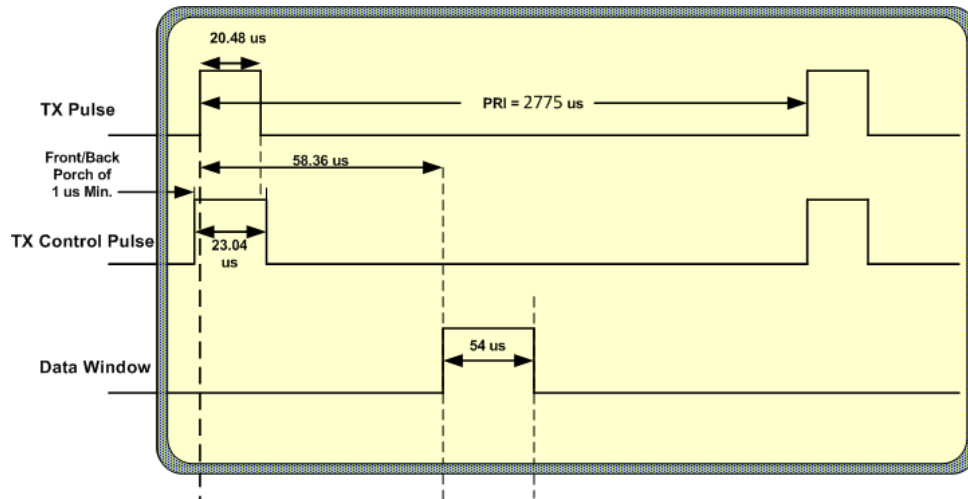 20.48 us
TX Pulse
PRI = 2775 us
Front/Back
Porch of
1 us Min.
58.36 us
TX Control Pulse
23.04
us
Data Window
54 us